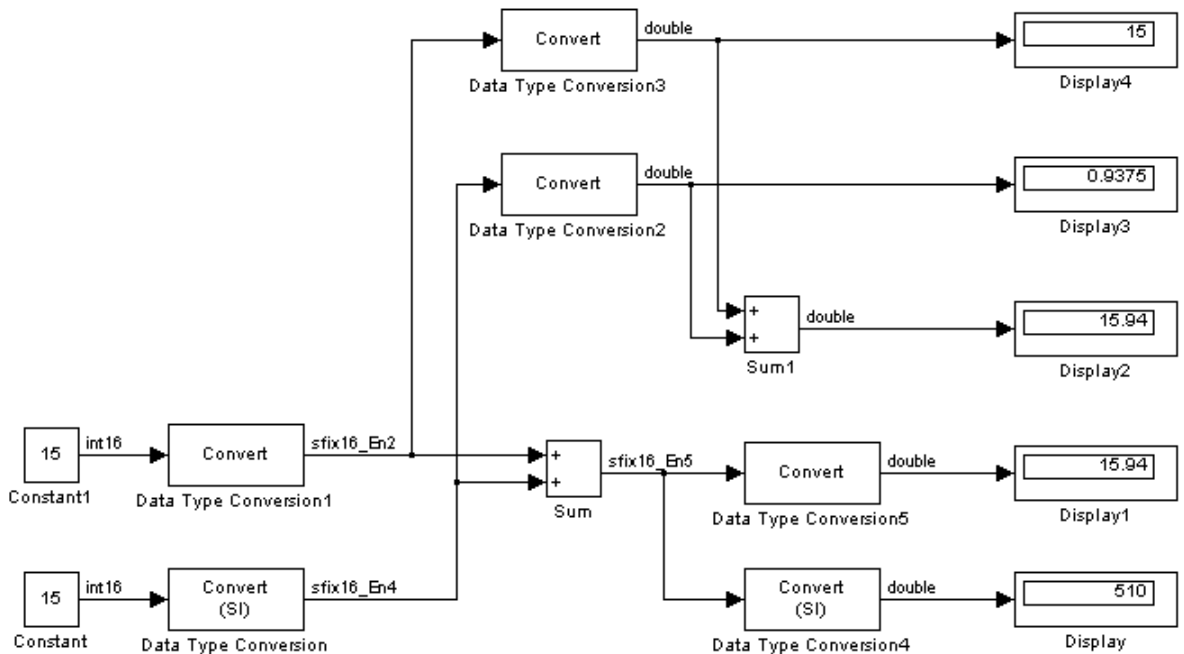 Convert
double
15
Data Type Conversion3
Display4
Convert
double
0.9375
Data Type Conversion2
Display3
+
+
double
15.94
Sum1
Display2
15
int16
Convert
sfix16_En2
+
+
sfix16_En5
Convert
double
15.94
Constant1
Data Type Conversion1
Sum
Data Type Conversion5
Display1
15
int16
Convert
(SI)
sfix16_En4
Convert
(SI)
double
510
Constant
Data Type Conversion
Data Type Conversion4
Display